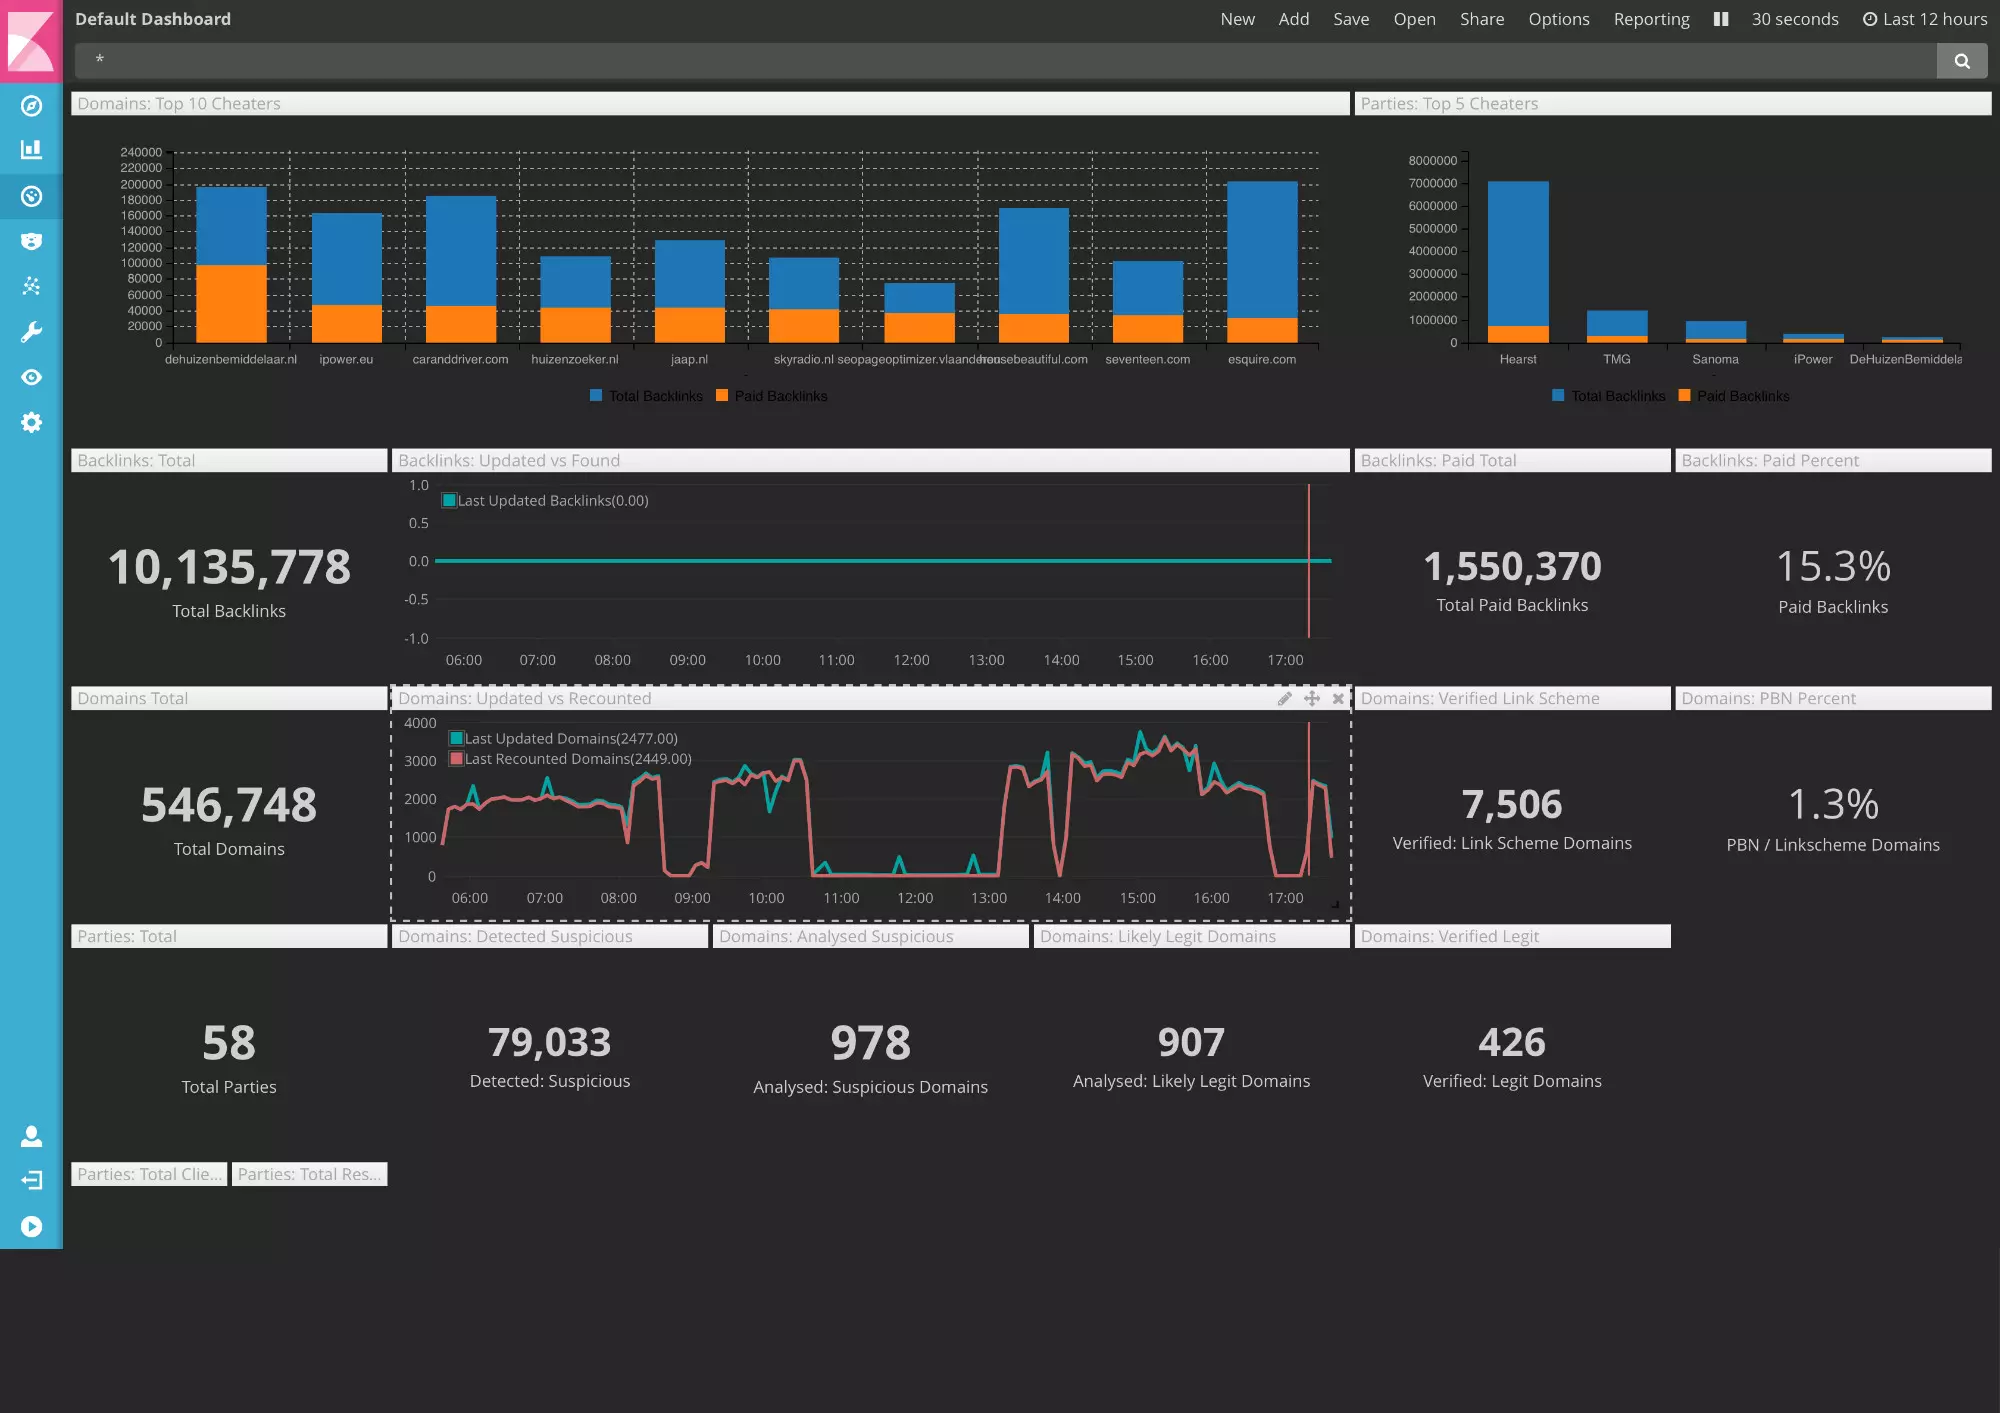 Default Dashboard
New Add Save Open Share Options Reporting 30 seconds Last 12 hours
*
Domains: Top 10 Cheaters
240000
220000
200000
180000
160000
140000
120000
100000
80000
60000
40000
20000
0
dehuizenbemiddelaar.nl ipower.eu caranddriver.com huizenzoeker.nl jaap.nl skyradio.nl seopageoptimizer.vlaanderen housebeautiful.com seventeen.com esquire.com
Total Backlinks Paid Backlinks
Parties: Top 5 Cheaters
8000000
7000000
6000000
5000000
4000000
3000000
2000000
1000000
0
Hearst TMG Sanoma iPower DeHuizenBemiddela
Total Backlinks Paid Backlinks
Backlinks: Total
10,135,778
Total Backlinks
Backlinks: Updated vs Found
Last Updated Backlinks(0.00)
1.0
0.5
0.0
-0.5
-1.0
06:00 07:00 08:00 09:00 10:00 11:00 12:00 13:00 14:00 15:00 16:00 17:00
Backlinks: Paid Total
1,550,370
Total Paid Backlinks
Backlinks: Paid Percent
15.3%
Paid Backlinks
Domains Total
546,748
Total Domains
Domains: Updated vs Recounted
Last Updated Domains(2477.00)
Last Recounted Domains(2449.00)
4000
3000
2000
1000
0
06:00 07:00 08:00 09:00 10:00 11:00 12:00 13:00 14:00 15:00 16:00 17:00
Domains: Verified Link Scheme
7,506
Verified: Link Scheme Domains
Domains: PBN Percent
1.3%
PBN / Linkscheme Domains
Parties: Total
58
Total Parties
Domains: Detected Suspicious
79,033
Detected: Suspicious
Domains: Analysed Suspicious
978
Analysed: Suspicious Domains
Domains: Likely Legit Domains
907
Analysed: Likely Legit Domains
Domains: Verified Legit
426
Verified: Legit Domains
Parties: Total Clie...
Parties: Total Res...